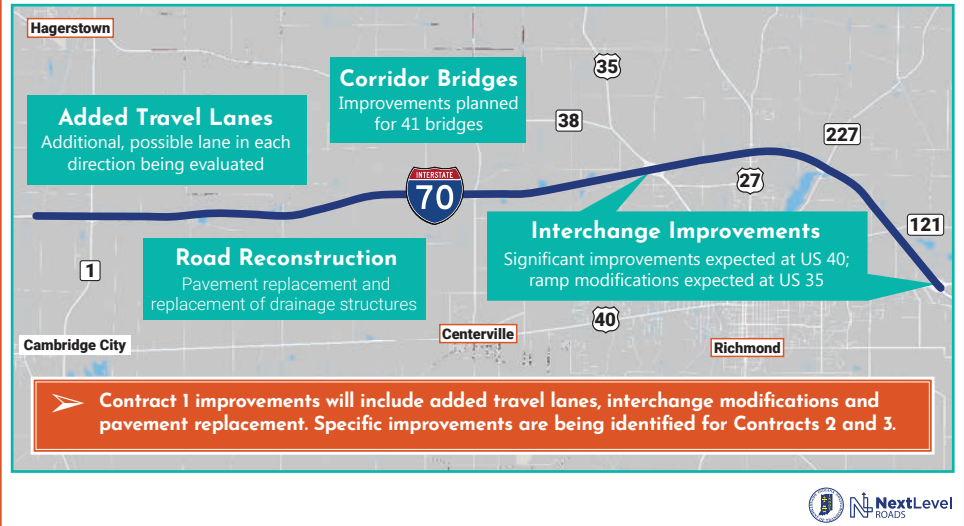 Hagerstown
Corridor Bridges
Improvements planned
for 41 bridges
35
Added Travel Lanes
Additional, possible lane in each
direction being evaluated
38
227
INTERSTATE
70
27
121
Interchange Improvements
Significant improvements expected at US 40;
ramp modifications expected at US 35
Road Reconstruction
Pavement replacement and
replacement of drainage structures
1
40
Cambridge City
Centerville
Richmond
Contract 1 improvements will include added travel lanes, interchange modifications and
pavement replacement. Specific improvements are being identified for Contracts 2 and 3.
NextLevel
ROADS